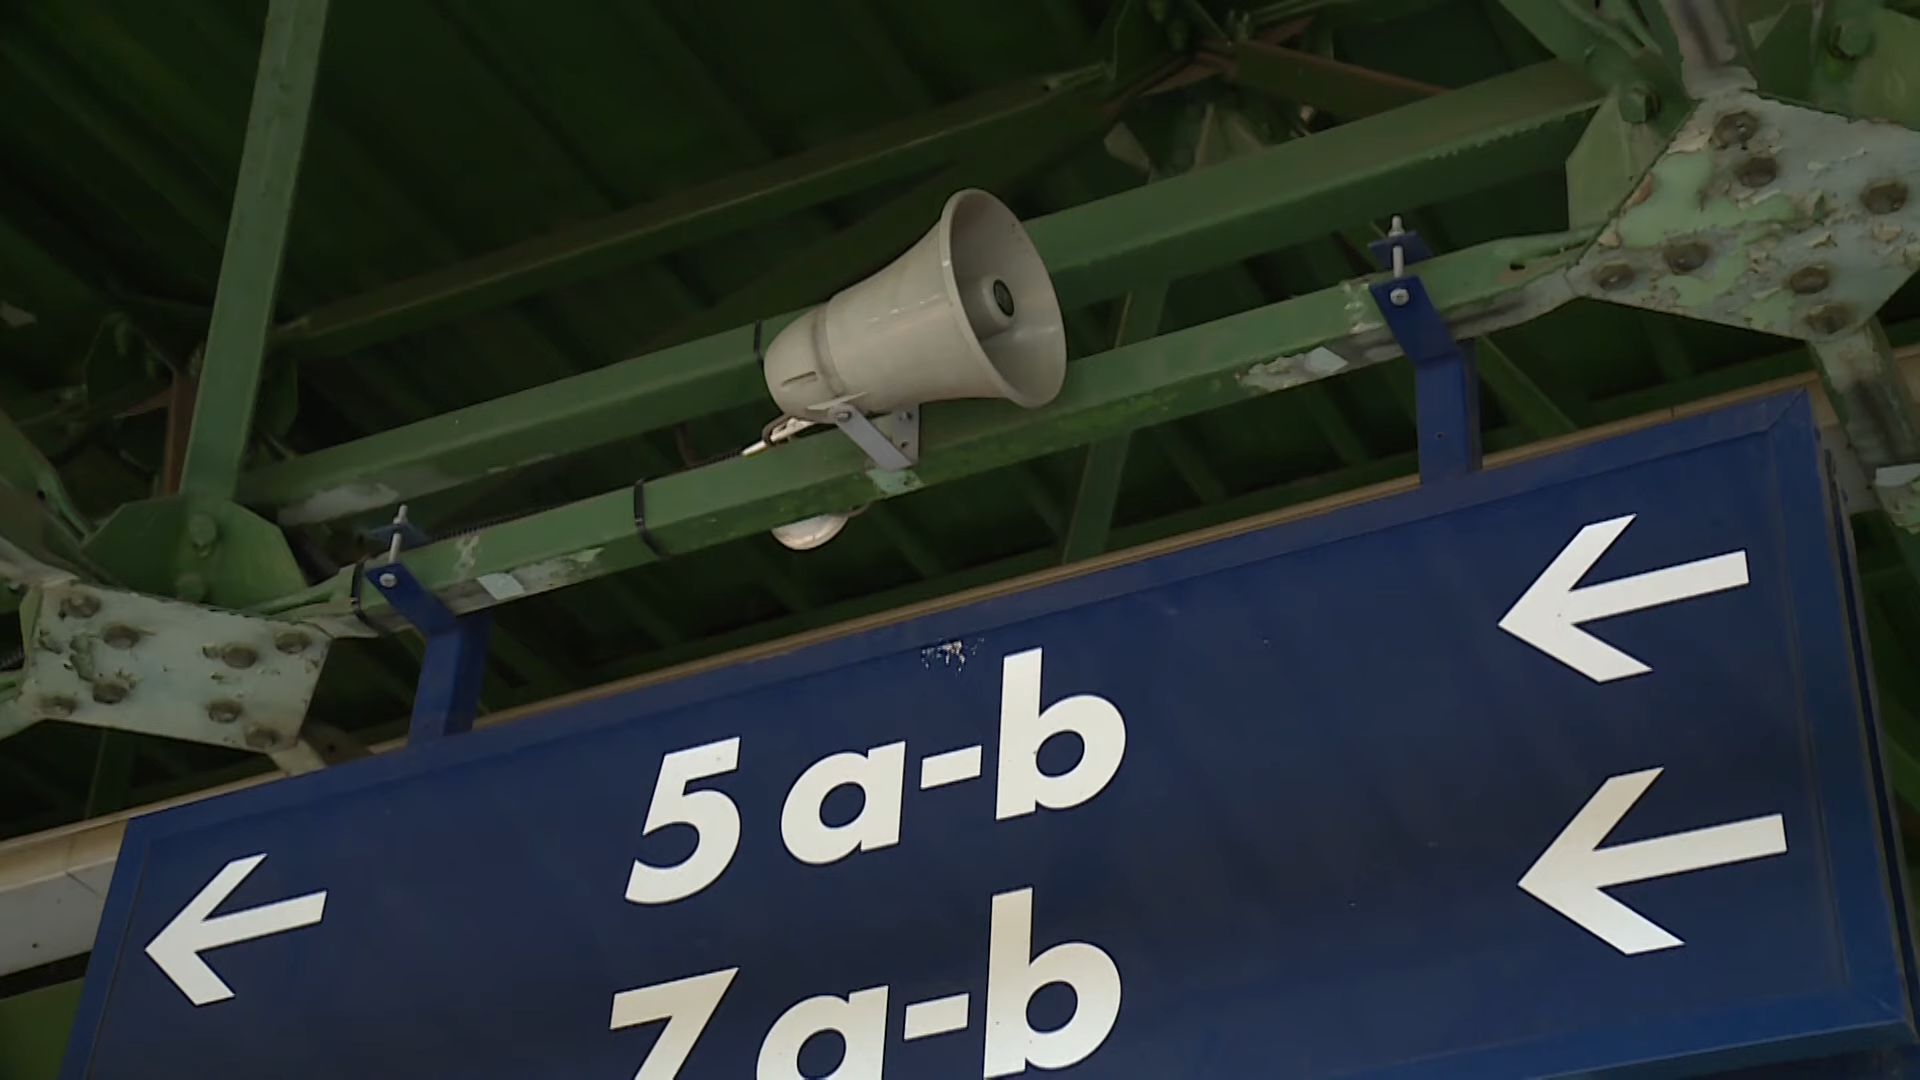 ← 5 a-b ←
7 a-b ←